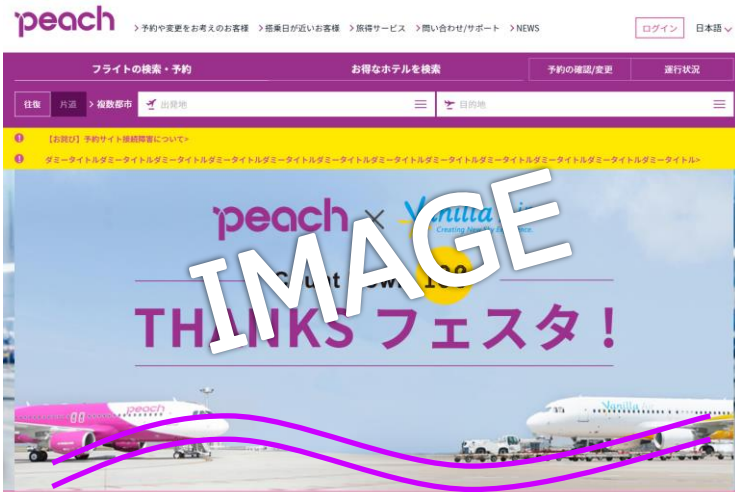 peach
>予約や変更をお考えのお客様 >搭乗日が近いお客様 >旅得サービス >問い合わせ/サポート >NEWS ログイン 日本語
フライトの検索・予約 お得なホテルを検索 予約の確認/変更 運行状況
往復 片道 >複数都市 出発地 目的地
【お詫び】予約サイト接続障害について>
ダミータイトルダミータイトルダミータイトルダミータイトルダミータイトルダミータイトルダミータイトルダミータイトルダミータイトルダミータイトル>
peach × Vanilla Air
Creating New Sky Experience.
Count Down 100
THANKS フェスタ!
IMAGE
peach
Vanilla Air